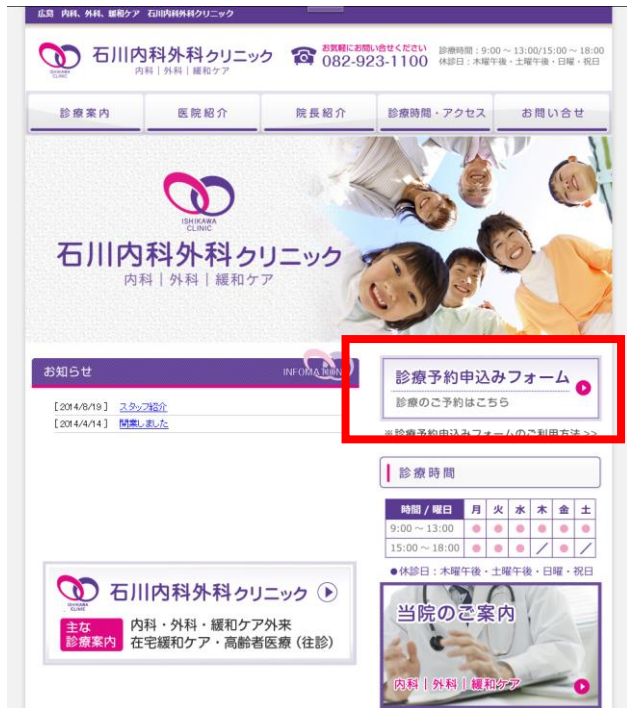 広島 内科、外科、緩和ケア 石川内科外科クリニック
ISHIKAWA
CLINIC
石川内科外科クリニック
内科｜外科｜緩和ケア
お気軽にお問い合せください
082-923-1100
診療時間：9:00～13:00/15:00～18:00
休診日：木曜午後・土曜午後・日曜・祝日
診療案内 医院紹介 院長紹介 診療時間・アクセス お問い合せ
ISHIKAWA
CLINIC
石川内科外科クリニック
内科｜外科｜緩和ケア
お知らせ
[2014/8/19] スタッフ紹介
[2014/4/14] 開業しました
診療予約申込みフォーム
診療のご予約はこちら
※診療予約申込みフォームのご利用方法>>
診療時間
時間 / 曜日 月 火 水 木 金 土
9:00～13:00 ● ● ● ● ● ●
15:00～18:00 ● ● ● ／ ● ／
●休診日：木曜午後・土曜午後・日曜・祝日
ISHIKAWA
CLINIC
石川内科外科クリニック
主な
診療案内
内科・外科・緩和ケア外来
在宅緩和ケア・高齢者医療（往診）
当院のご案内
内科｜外科｜緩和ケア